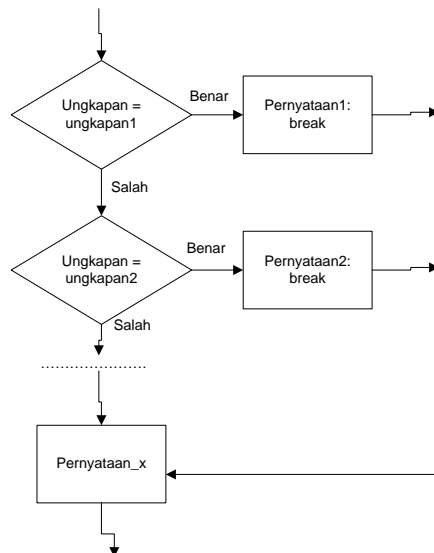 Ungkapan =
ungkapan1
Benar
Pernyataan1:
break
Salah
Ungkapan =
ungkapan2
Benar
Pernyataan2:
break
Salah
....................
Pernyataan_x